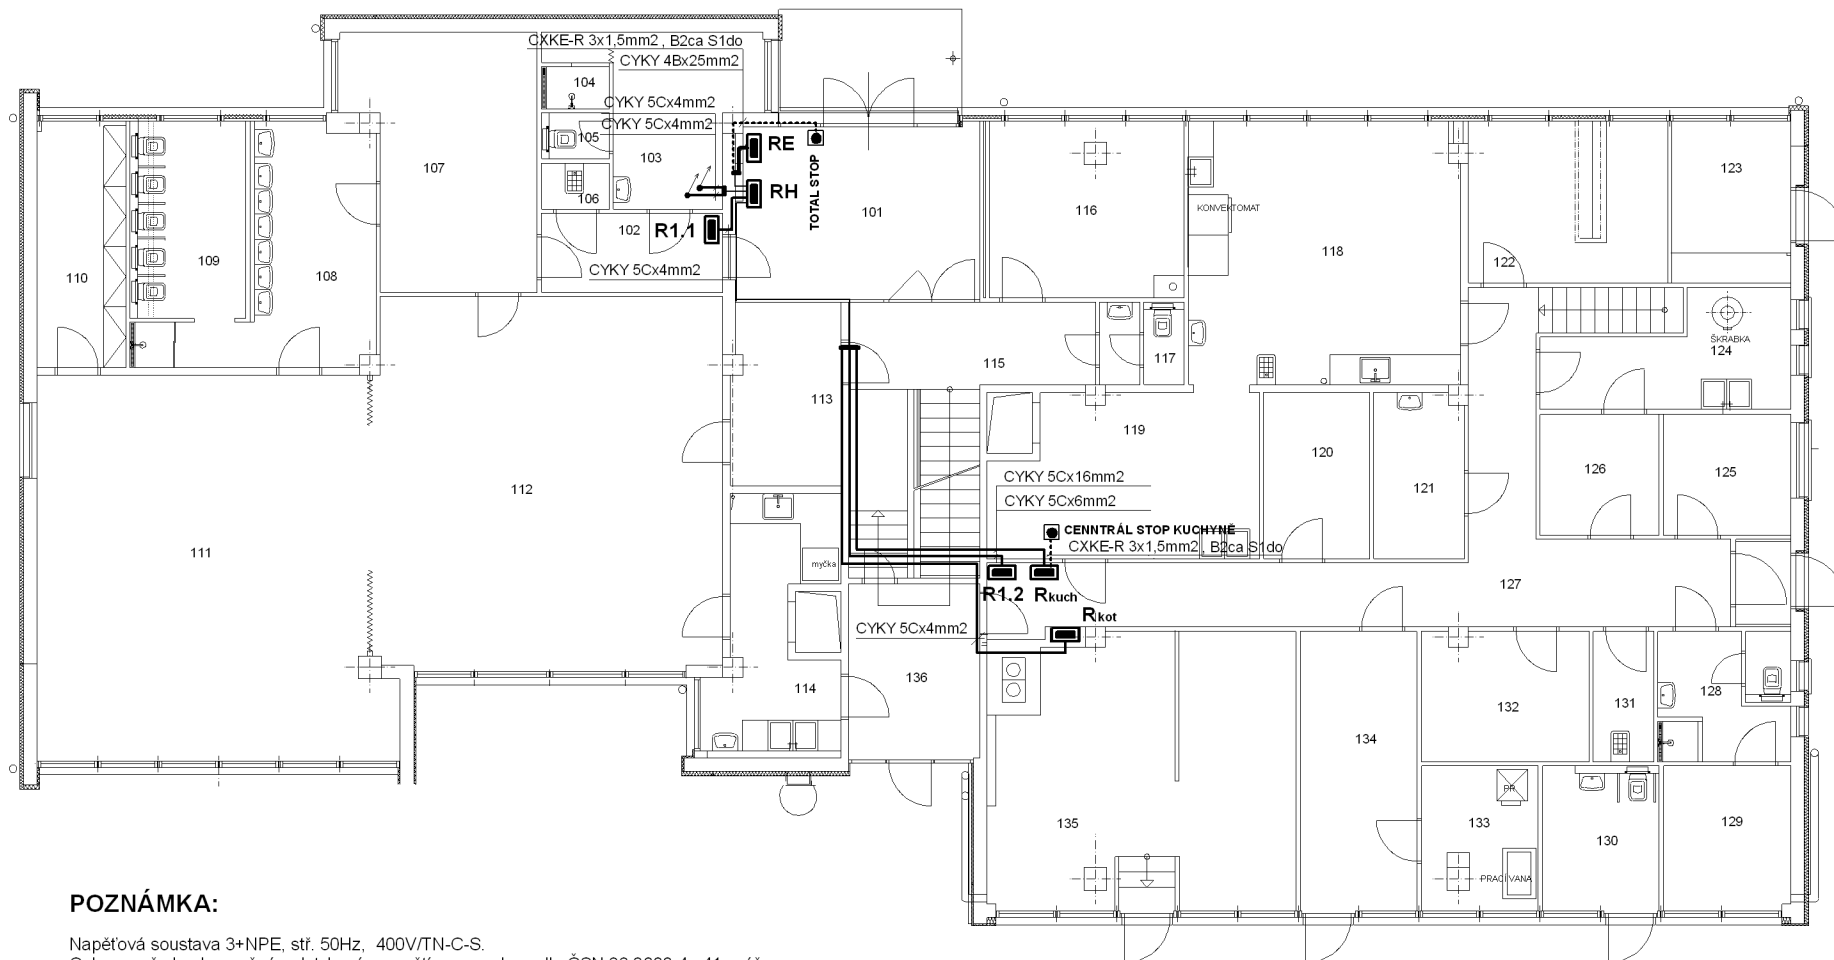 CXKE-R 3x1,5mm2 , B2ca S1do
CYKY 4Bx25mm2
104
CYKY 5Cx4mm2
CYKY 5Cx4mm2
105
103
107
106
102
RE
RH
R1.1
TOTAL STOP
101
CYKY 5Cx4mm2
110
109
108
116
KONVEKTOMAT
118
122
123
ŠKRABKA
124
117
115
113
119
120
121
126
125
112
111
CYKY 5Cx16mm2
CYKY 5Cx6mm2
CENNTRÁL STOP KUCHYNĚ
CXKE-R 3x1,5mm2 , B2ca S1do
myčka
R1.2
Rkuch
Rkot
127
CYKY 5Cx4mm2
136
114
132
131
128
134
135
133
PR
PRACÍ VANA
130
129
POZNÁMKA:
Napěťová soustava 3+NPE, stř. 50Hz, 400V/TN-C-S.